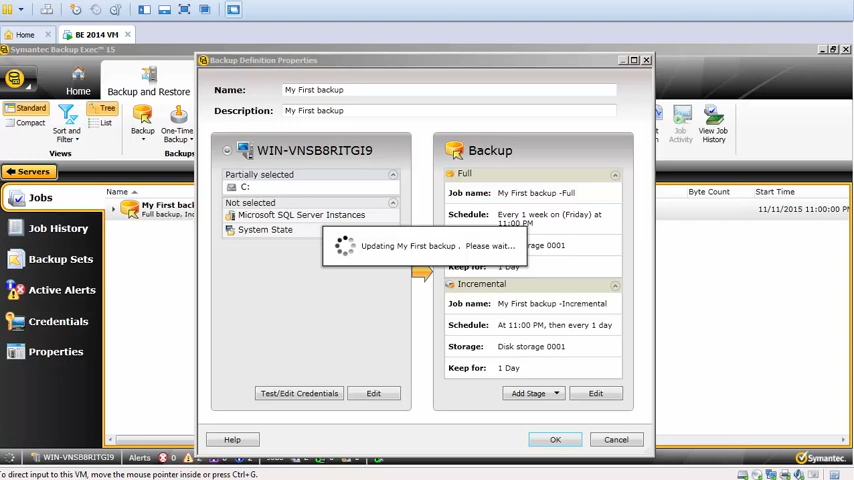 Home
BE 2014 VM
Symantec Backup Exec™ 15
Home
Backup and Restore
Standard
Compact
Sort and
Filter
Tree
List
Views
Backup
One-Time
Backup
Backups
Job
Activity
View Job
History
Servers
Jobs
Job History
Backup Sets
Active Alerts
Credentials
Properties
Name
My First back
Full backup, Inc
Byte Count
Start Time
11/11/2015 11:00:00 P
Backup Definition Properties
Name:
My First backup
Description:
My First backup
WIN-VNSB8RITGI9
Partially selected
C:
Not selected
Microsoft SQL Server Instances
System State
Test/Edit Credentials
Edit
Backup
Full
Job name:
My First backup -Full
Schedule:
Every 1 week on (Friday) at
11:00 PM
storage 0001
Keep for:
1 Day
Updating My First backup . Please wait...
Incremental
Job name:
My First backup -Incremental
Schedule:
At 11:00 PM, then every 1 day
Storage:
Disk storage 0001
Keep for:
1 Day
Add Stage
Edit
Help
OK
Cancel
WIN-VNSB8RITGI9
Alerts
Symantec.
To direct input to this VM, move the mouse pointer inside or press Ctrl+G.